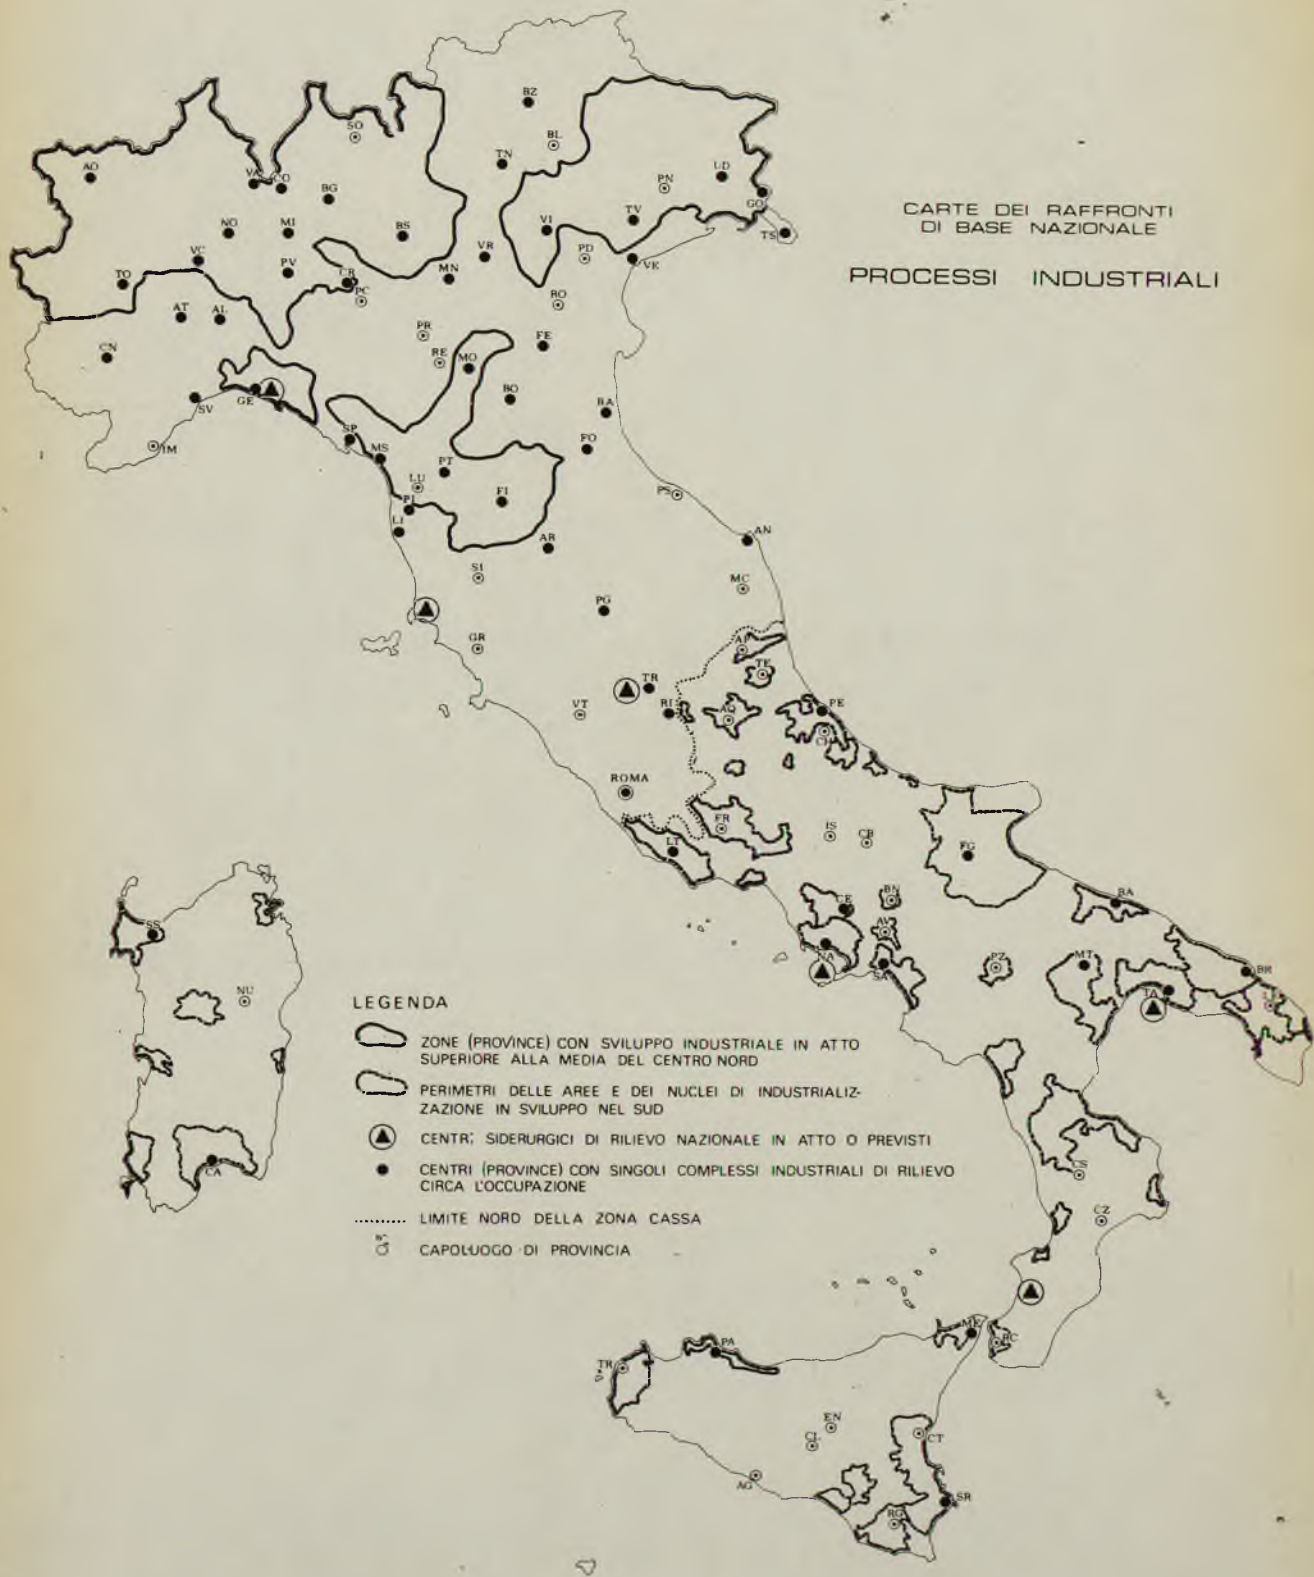 CARTE DEI RAFFRONTI
DI BASE NAZIONALE
PROCESSI INDUSTRIALI
BZ
SO
BL
AO
TN
UD
VA
CO
BG
PN
GO
NO
MI
BS
VI
TV
TS
VC
VR
PD
VE
TO
PV
CR
MN
PC
RO
AT
AL
PR
FE
CN
RE
MO
GE
BO
BA
SV
SP
FO
IM
MS
PT
LU
FI
PS
PI
LI
AR
AN
SI
MC
PG
GR
AP
TE
TR
VT
RI
AQ
PE
CH
ROMA
FR
IS
CB
LT
FG
BN
BA
CE
AV
SS
NA
SA
PZ
MT
BR
TA
NU
LEGENDA
ZONE (PROVINCE) CON SVILUPPO INDUSTRIALE IN ATTO
SUPERIORE ALLA MEDIA DEL CENTRO NORD
PERIMETRI DELLE AREE E DEI NUCLEI DI INDUSTRIALIZ-
ZAZIONE IN SVILUPPO NEL SUD
CENTRI SIDERURGICI DI RILIEVO NAZIONALE IN ATTO O PREVISTI
CENTRI (PROVINCE) CON SINGOLI COMPLESSI INDUSTRIALI DI RILIEVO
CIRCA L'OCCUPAZIONE
LIMITE NORD DELLA ZONA CASSA
CAPOLUOGO DI PROVINCIA
CA
CS
CZ
ME
RC
PA
TR
EN
CL
CT
AG
SR
RG